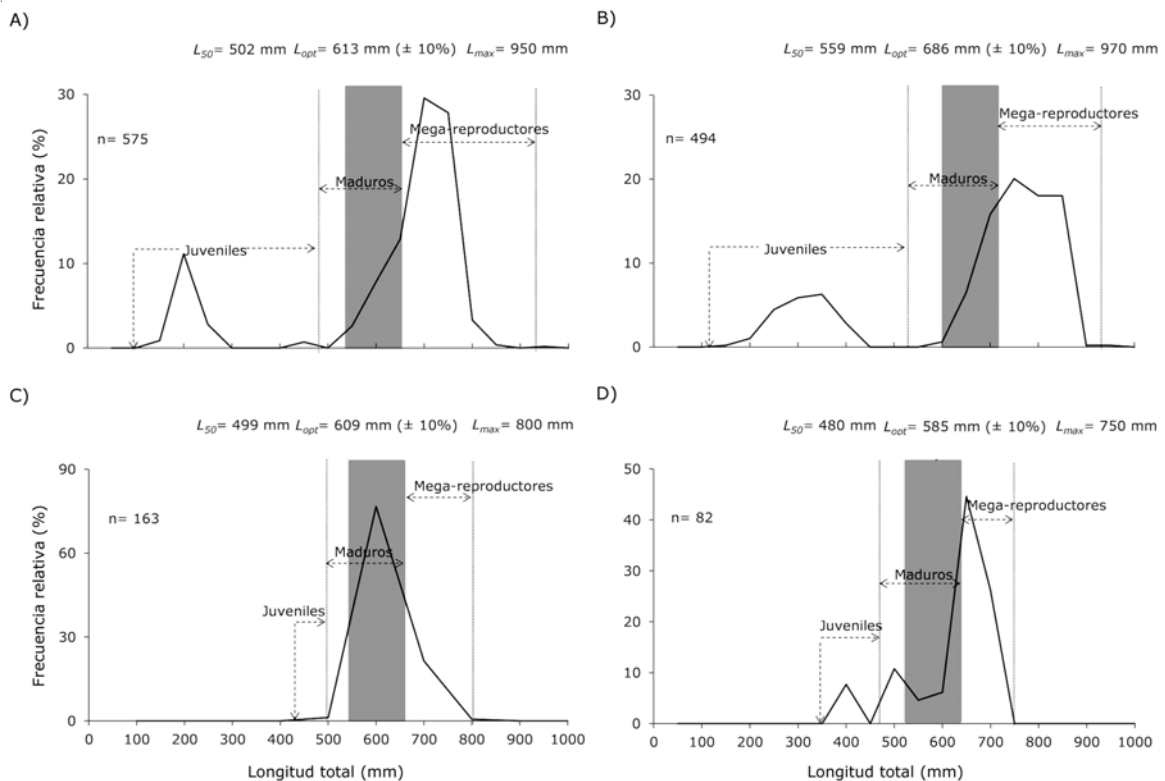 A)
L50= 502 mm Lopt= 613 mm (± 10%) Lmax= 950 mm
30
20
10
0
Frecuencia relativa (%)
n= 575
Mega-reproductores
Maduros
Juveniles
B)
L50= 559 mm Lopt= 686 mm (± 10%) Lmax= 970 mm
30
20
10
0
n= 494
Mega-reproductores
Maduros
Juveniles
C)
L50= 499 mm Lopt= 609 mm (± 10%) Lmax= 800 mm
90
60
30
0
Frecuencia relativa (%)
n= 163
Mega-reproductores
Maduros
Juveniles
0 100 200 300 400 500 600 700 800 900 1000
Longitud total (mm)
D)
L50= 480 mm Lopt= 585 mm (± 10%) Lmax= 750 mm
50
40
30
20
10
0
n= 82
Mega-reproductores
Maduros
Juveniles
0 100 200 300 400 500 600 700 800 900 1000
Longitud total (mm)